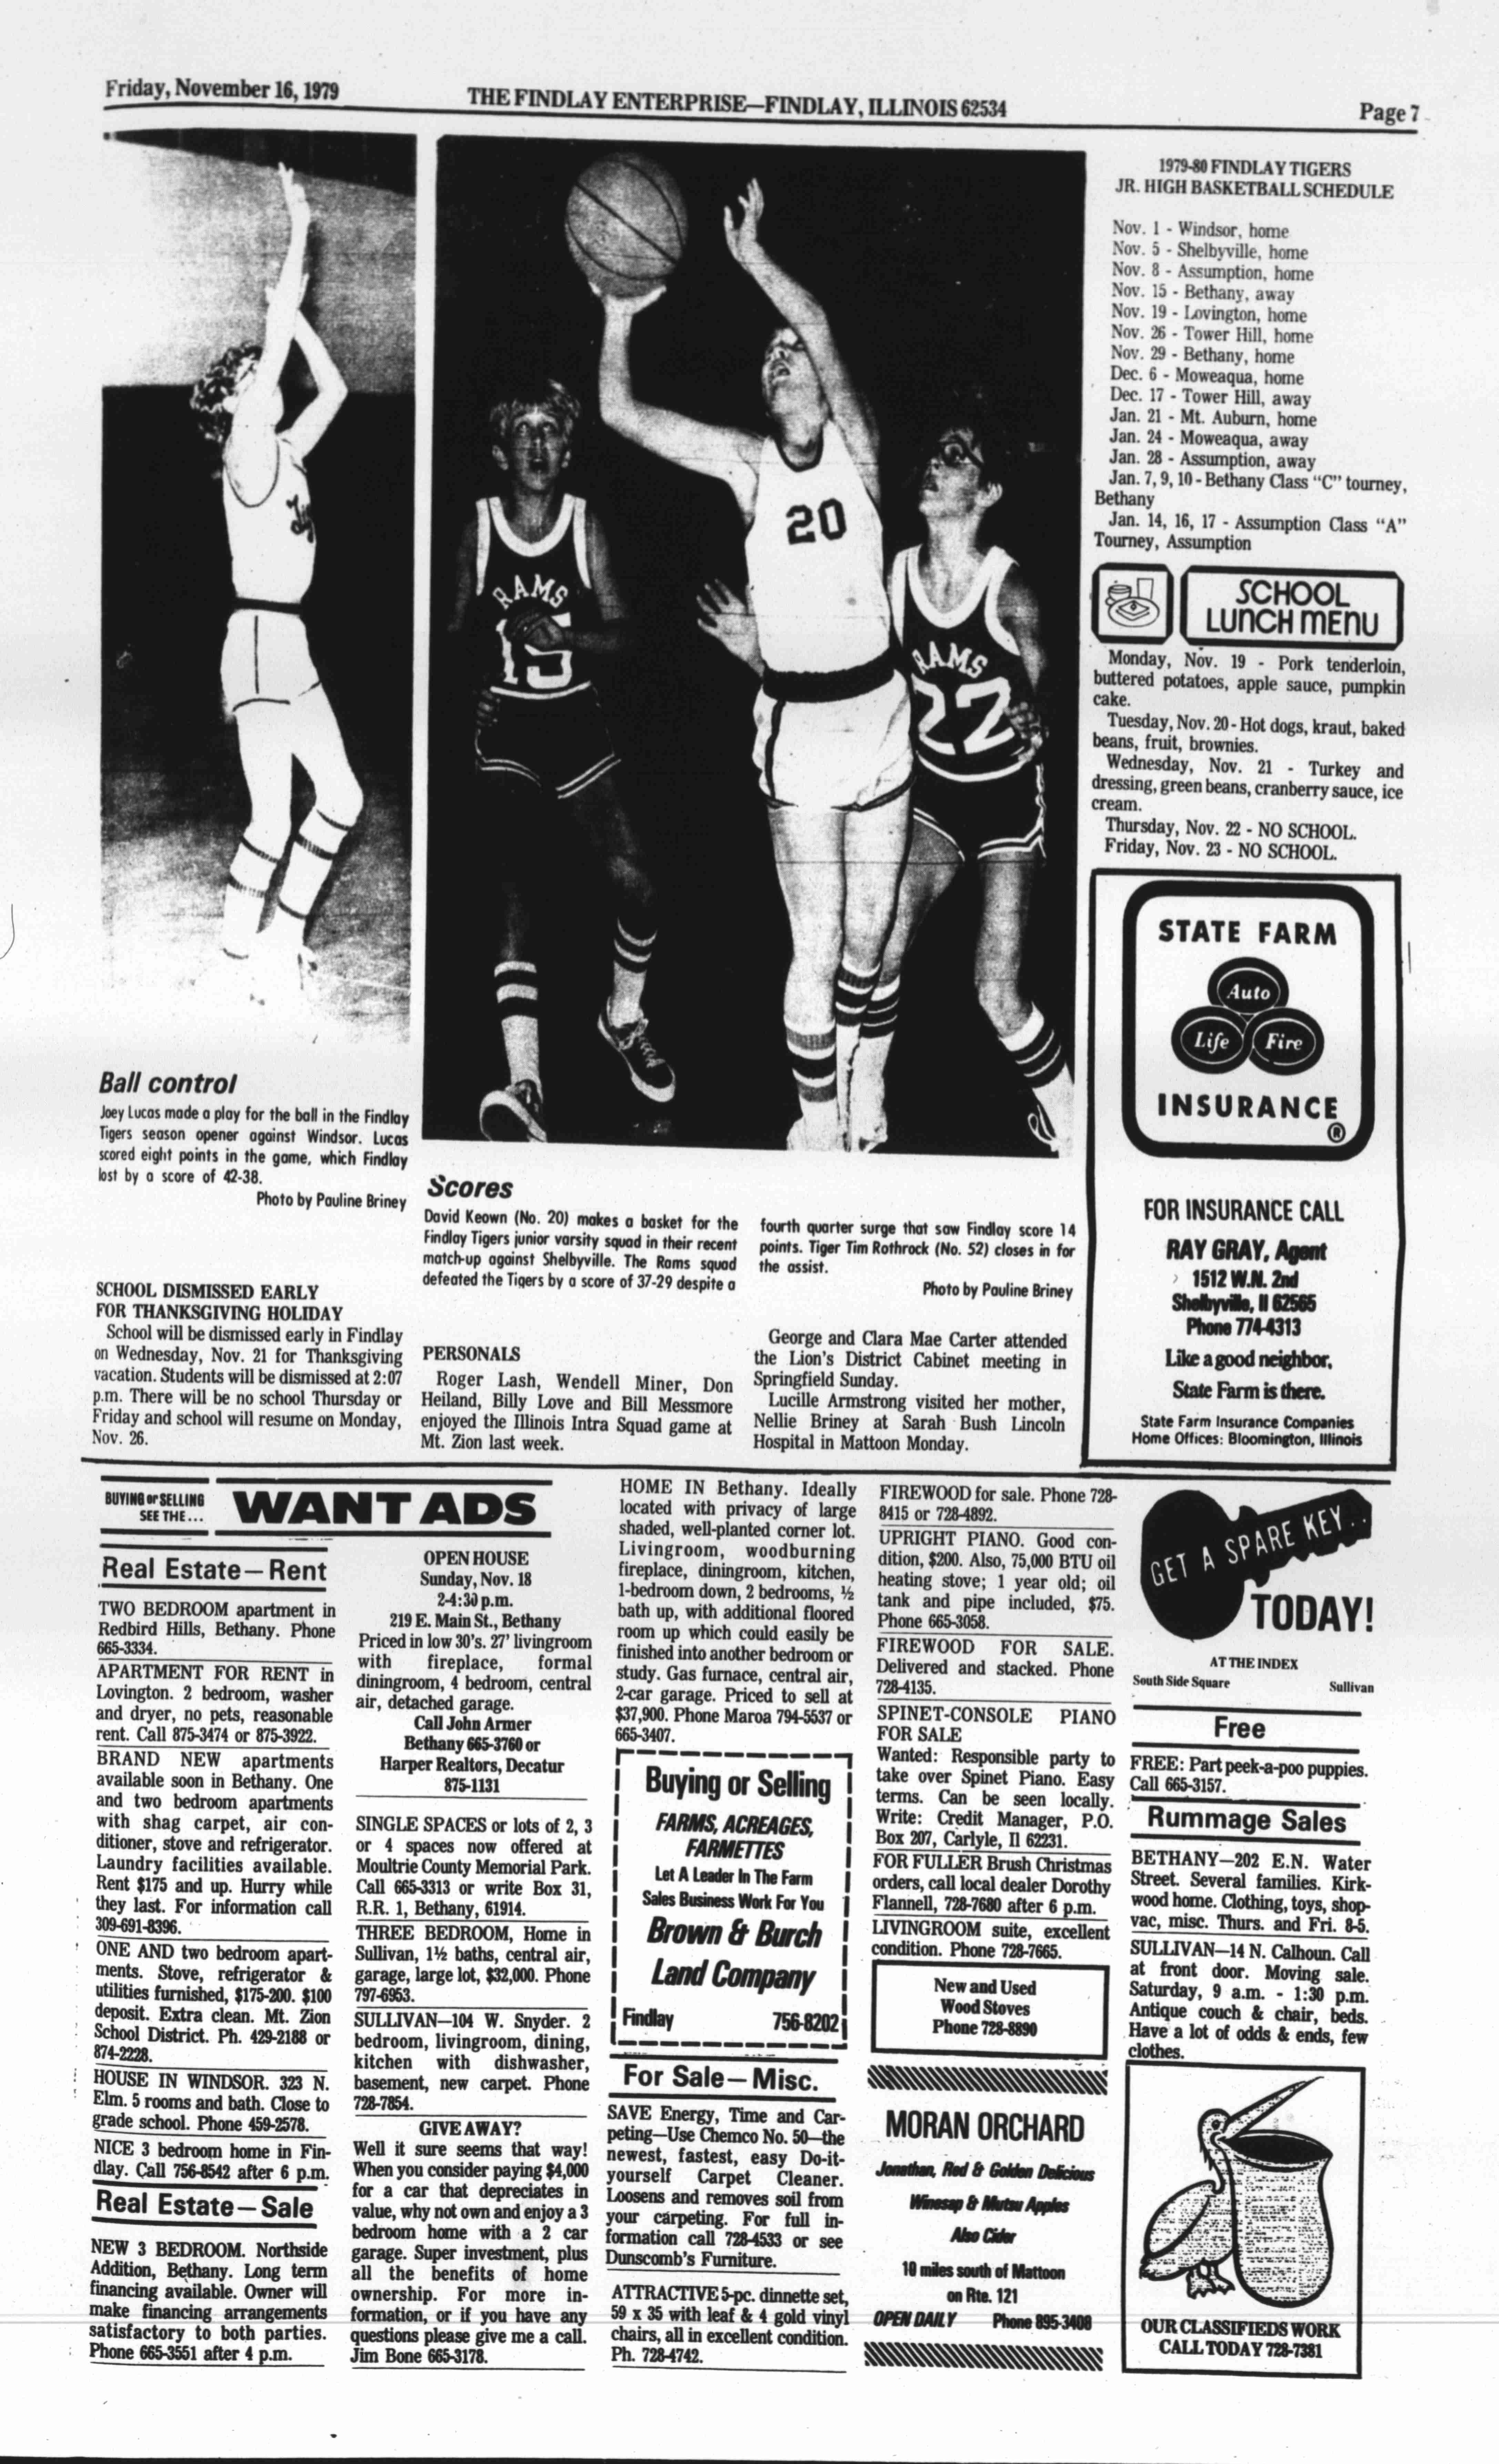 Friday, November 16, 1979
THE FINDLAY ENTERPRISE—FINDLAY, ILLINOIS 62534
Page 7
20
RAMS
15
RAMS
22
Ball control
Joey Lucas made a play for the ball in the Findlay
Tigers season opener against Windsor. Lucas
scored eight points in the game, which Findlay
lost by a score of 42-38.
Photo by Pauline Briney
Scores
David Keown (No. 20) makes a basket for the
Findlay Tigers junior varsity squad in their recent
match-up against Shelbyville. The Rams squad
defeated the Tigers by a score of 37-29 despite a
fourth quarter surge that saw Findlay score 14
points. Tiger Tim Rothrock (No. 52) closes in for
the assist.
Photo by Pauline Briney
SCHOOL DISMISSED EARLY
FOR THANKSGIVING HOLIDAY
School will be dismissed early in Findlay
on Wednesday, Nov. 21 for Thanksgiving
vacation. Students will be dismissed at 2:07
p.m. There will be no school Thursday or
Friday and school will resume on Monday,
Nov. 26.
PERSONALS
Roger Lash, Wendell Miner, Don
Heiland, Billy Love and Bill Messmore
enjoyed the Illinois Intra Squad game at
Mt. Zion last week.
George and Clara Mae Carter attended
the Lion's District Cabinet meeting in
Springfield Sunday.
Lucille Armstrong visited her mother,
Nellie Briney at Sarah Bush Lincoln
Hospital in Mattoon Monday.
1979-80 FINDLAY TIGERS
JR. HIGH BASKETBALL SCHEDULE
Nov. 1 - Windsor, home
Nov. 5 - Shelbyville, home
Nov. 8 - Assumption, home
Nov. 15 - Bethany, away
Nov. 19 - Lovington, home
Nov. 26 - Tower Hill, home
Nov. 29 - Bethany, home
Dec. 6 - Moweaqua, home
Dec. 17 - Tower Hill, away
Jan. 21 - Mt. Auburn, home
Jan. 24 - Moweaqua, away
Jan. 28 - Assumption, away
Jan. 7, 9, 10 - Bethany Class "C" tourney,
Bethany
Jan. 14, 16, 17 - Assumption Class "A"
Tourney, Assumption
SCHOOL
LUNCH MENU
Monday, Nov. 19 - Pork tenderloin,
buttered potatoes, apple sauce, pumpkin
cake.
Tuesday, Nov. 20 - Hot dogs, kraut, baked
beans, fruit, brownies.
Wednesday, Nov. 21 - Turkey and
dressing, green beans, cranberry sauce, ice
cream.
Thursday, Nov. 22 - NO SCHOOL.
Friday, Nov. 23 - NO SCHOOL.
STATE FARM
Auto
Life Fire
INSURANCE
®
FOR INSURANCE CALL
RAY GRAY, Agent
1512 W.N. 2nd
Shelbyville, Il 62565
Phone 774-4313
Like a good neighbor,
State Farm is there.
State Farm Insurance Companies
Home Offices: Bloomington, Illinois
BUYING or SELLING
SEE THE...
WANT ADS
Real Estate—Rent
TWO BEDROOM apartment in
Redbird Hills, Bethany. Phone
665-3334.
APARTMENT FOR RENT in
Lovington. 2 bedroom, washer
and dryer, no pets, reasonable
rent. Call 875-3474 or 875-3922.
BRAND NEW apartments
available soon in Bethany. One
and two bedroom apartments
with shag carpet, air con-
ditioner, stove and refrigerator.
Laundry facilities available.
Rent $175 and up. Hurry while
they last. For information call
309-691-8396.
ONE AND two bedroom apart-
ments. Stove, refrigerator &
utilities furnished, $175-200. $100
deposit. Extra clean. Mt. Zion
School District. Ph. 429-2188 or
874-2228.
HOUSE IN WINDSOR. 323 N.
Elm. 5 rooms and bath. Close to
grade school. Phone 459-2578.
NICE 3 bedroom home in Fin-
dlay. Call 756-8542 after 6 p.m.
Real Estate—Sale
NEW 3 BEDROOM. Northside
Addition, Bethany. Long term
financing available. Owner will
make financing arrangements
satisfactory to both parties.
Phone 665-3551 after 4 p.m.
OPEN HOUSE
Sunday, Nov. 18
2-4:30 p.m.
219 E. Main St., Bethany
Priced in low 30's. 27' livingroom
with fireplace, formal
diningroom, 4 bedroom, central
air, detached garage.
Call John Armer
Bethany 665-3760 or
Harper Realtors, Decatur
875-1131
SINGLE SPACES or lots of 2, 3
or 4 spaces now offered at
Moultrie County Memorial Park.
Call 665-3313 or write Box 31,
R.R. 1, Bethany, 61914.
THREE BEDROOM, Home in
Sullivan, 1½ baths, central air,
garage, large lot, $32,000. Phone
797-6953.
SULLIVAN—104 W. Snyder. 2
bedroom, livingroom, dining,
kitchen with dishwasher,
basement, new carpet. Phone
728-7854.
GIVE AWAY?
Well it sure seems that way!
When you consider paying $4,000
for a car that depreciates in
value, why not own and enjoy a 3
bedroom home with a 2 car
garage. Super investment, plus
all the benefits of home
ownership. For more in-
formation, or if you have any
questions please give me a call.
Jim Bone 665-3178.
HOME IN Bethany. Ideally
located with privacy of large
shaded, well-planted corner lot.
Livingroom, woodburning
fireplace, diningroom, kitchen,
1-bedroom down, 2 bedrooms, ½
bath up, with additional floored
room up which could easily be
finished into another bedroom or
study. Gas furnace, central air,
2-car garage. Priced to sell at
$37,900. Phone Maroa 794-5537 or
665-3407.
Buying or Selling
FARMS, ACREAGES,
FARMETTES
Let A Leader In The Farm
Sales Business Work For You
Brown & Burch
Land Company
Findlay 756-8202
For Sale—Misc.
SAVE Energy, Time and Car-
peting—Use Chemco No. 50—the
newest, fastest, easy Do-it-
yourself Carpet Cleaner.
Loosens and removes soil from
your carpeting. For full in-
formation call 728-4533 or see
Dunscomb's Furniture.
ATTRACTIVE 5-pc. dinnette set,
59 x 35 with leaf & 4 gold vinyl
chairs, all in excellent condition.
Ph. 728-4742.
FIREWOOD for sale. Phone 728-
8415 or 728-4892.
UPRIGHT PIANO. Good con-
dition, $200. Also, 75,000 BTU oil
heating stove; 1 year old; oil
tank and pipe included, $75.
Phone 665-3058.
FIREWOOD FOR SALE.
Delivered and stacked. Phone
728-4135.
SPINET-CONSOLE PIANO
FOR SALE
Wanted: Responsible party to
take over Spinet Piano. Easy
terms. Can be seen locally.
Write: Credit Manager, P.O.
Box 207, Carlyle, Il 62231.
FOR FULLER Brush Christmas
orders, call local dealer Dorothy
Flannell, 728-7680 after 6 p.m.
LIVINGROOM suite, excellent
condition. Phone 728-7665.
New and Used
Wood Stoves
Phone 728-8890
MORAN ORCHARD
Jonathan, Red & Golden Delicious
Winesap & Mutsu Apples
Also Cider
10 miles south of Mattoon
on Rte. 121
OPEN DAILY Phone 895-3408
GET A SPARE KEY..
TODAY!
AT THE INDEX
South Side Square Sullivan
Free
FREE: Part peek-a-poo puppies.
Call 665-3157.
Rummage Sales
BETHANY—202 E.N. Water
Street. Several families. Kirk-
wood home. Clothing, toys, shop-
vac, misc. Thurs. and Fri. 8-5.
SULLIVAN—14 N. Calhoun. Call
at front door. Moving sale.
Saturday, 9 a.m. - 1:30 p.m.
Antique couch & chair, beds.
Have a lot of odds & ends, few
clothes.
OUR CLASSIFIEDS WORK
CALL TODAY 728-7381